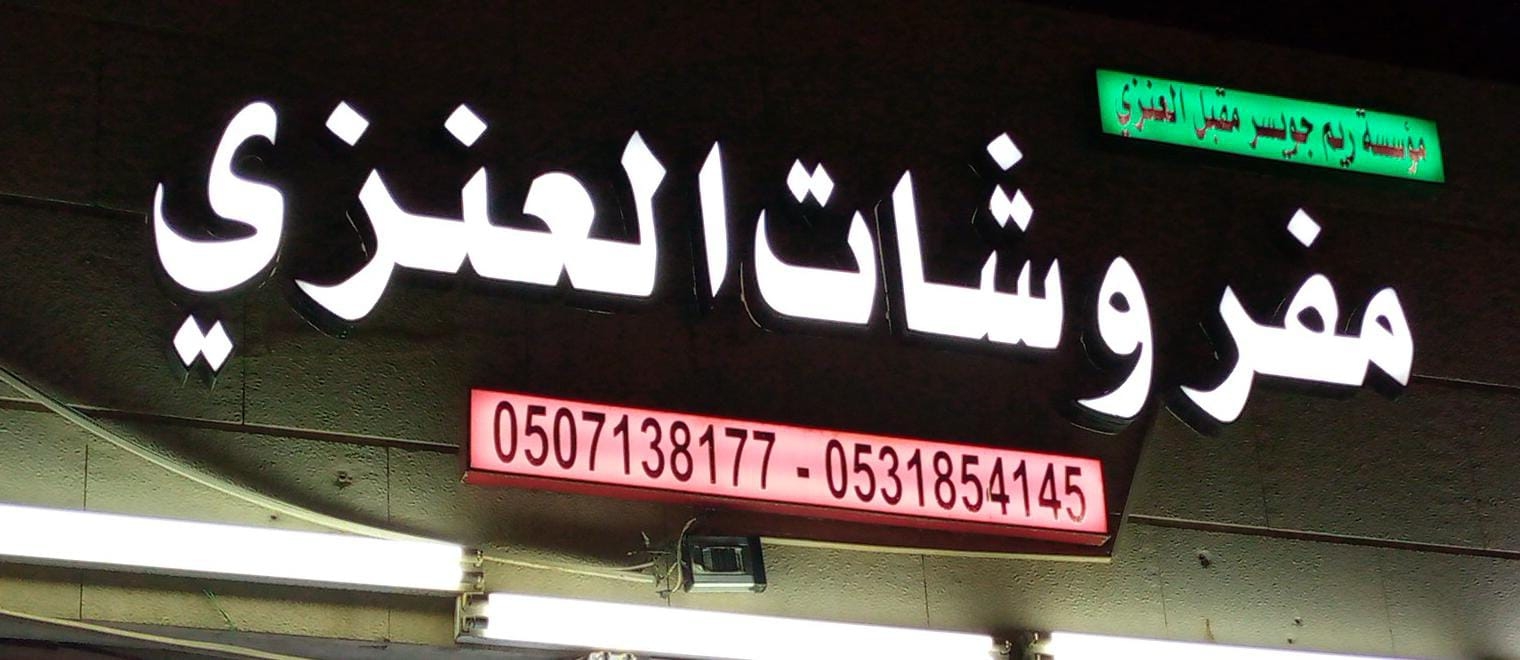 مؤسسة ريم جويسر مقبل العنزي
مفروشات العنزي
0507138177 - 0531854145